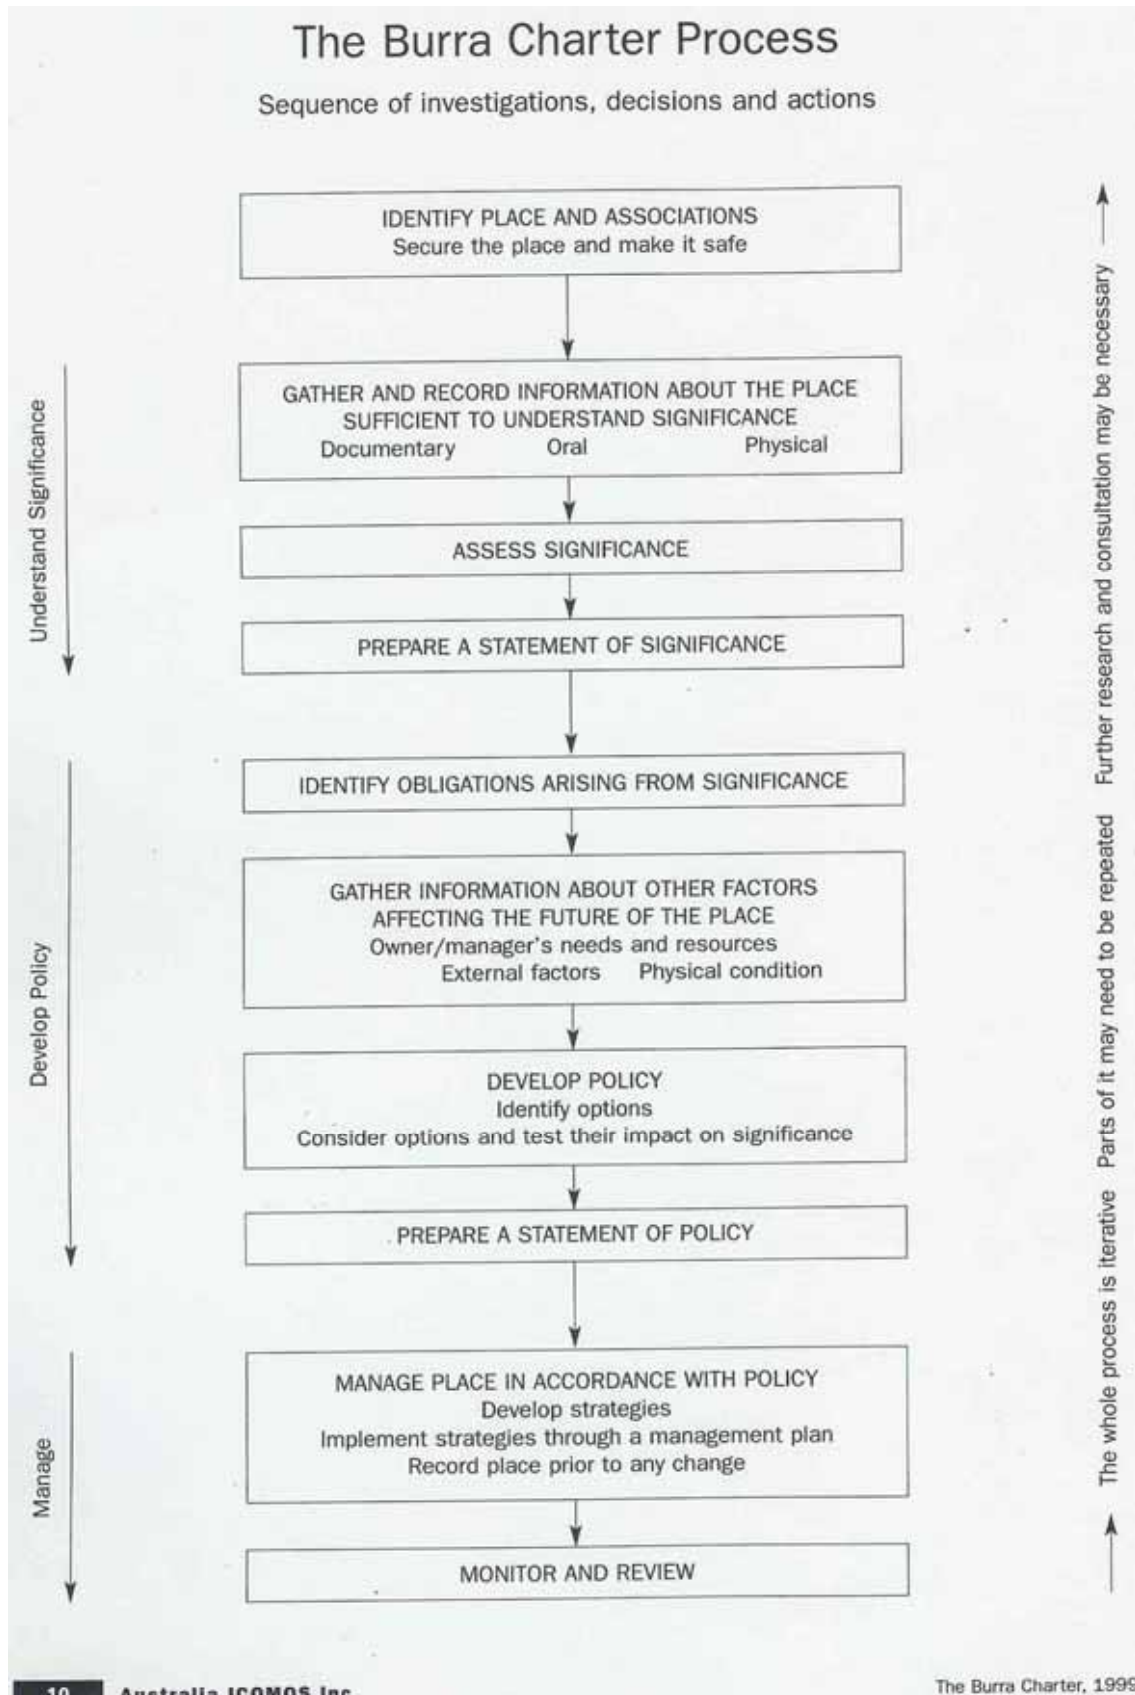 The Burra Charter Process
Sequence of investigations, decisions and actions
IDENTIFY PLACE AND ASSOCIATIONS
Secure the place and make it safe
GATHER AND RECORD INFORMATION ABOUT THE PLACE
SUFFICIENT TO UNDERSTAND SIGNIFICANCE
Documentary Oral Physical
ASSESS SIGNIFICANCE
PREPARE A STATEMENT OF SIGNIFICANCE
Understand Significance
IDENTIFY OBLIGATIONS ARISING FROM SIGNIFICANCE
GATHER INFORMATION ABOUT OTHER FACTORS
AFFECTING THE FUTURE OF THE PLACE
Owner/manager's needs and resources
External factors Physical condition
DEVELOP POLICY
Identify options
Consider options and test their impact on significance
PREPARE A STATEMENT OF POLICY
Develop Policy
MANAGE PLACE IN ACCORDANCE WITH POLICY
Develop strategies
Implement strategies through a management plan
Record place prior to any change
MONITOR AND REVIEW
Manage
The whole process is iterative Parts of it may need to be repeated Further research and consultation may be necessary
10 Australia ICOMOS Inc
The Burra Charter, 1999